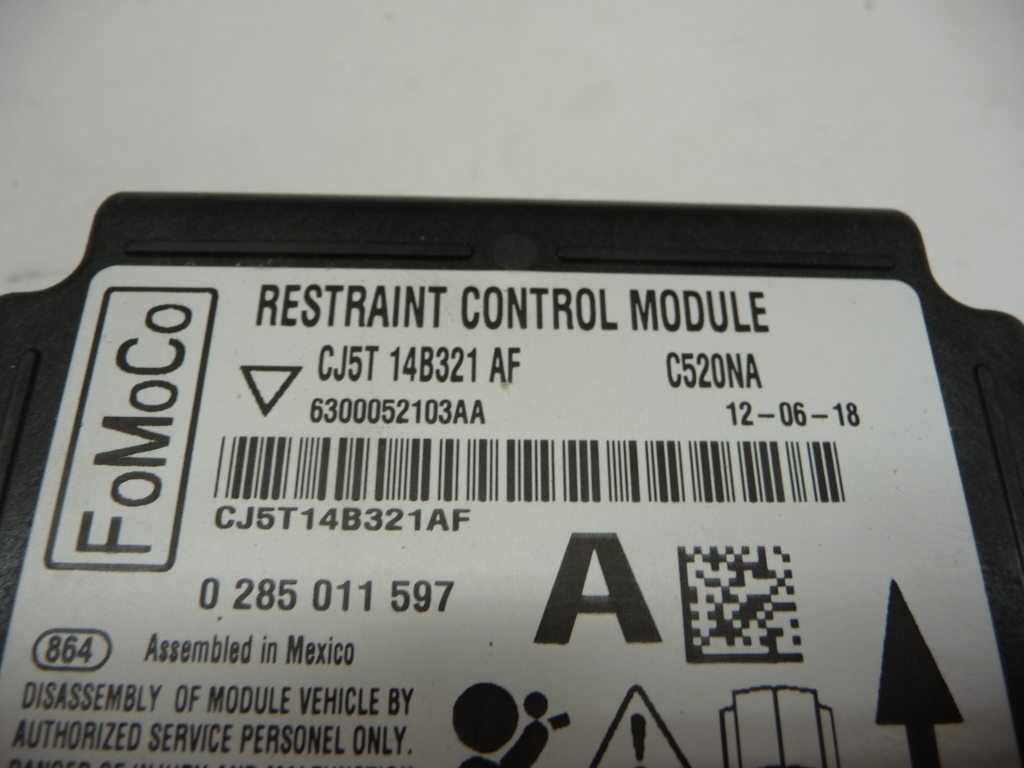 FoMoCo
RESTRAINT CONTROL MODULE
CJ5T 14B321 AF C520NA
6300052103AA 12-06-18
CJ5T14B321AF
0 285 011 597 A
864 Assembled in Mexico
DISASSEMBLY OF MODULE VEHICLE BY
AUTHORIZED SERVICE PERSONEL ONLY.